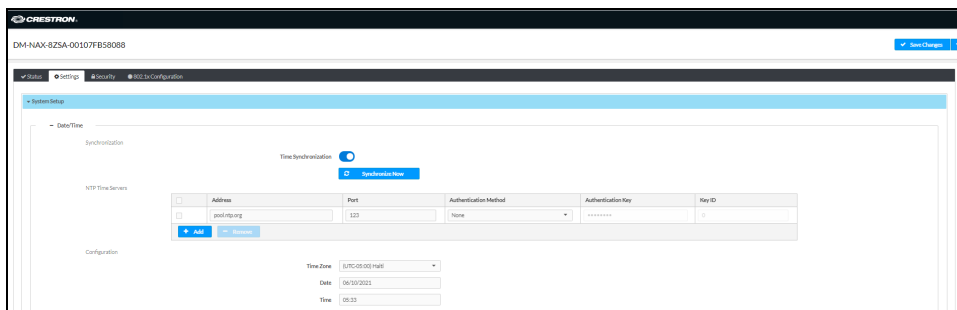 CRESTRON
DM-NAX-8ZSA-00107FB58088
Save Changes
Status Settings Security 802.1x Configuration
System Setup
Date/Time
Synchronization
Time Synchronization
Synchronize Now
NTP Time Servers
Address Port Authentication Method Authentication Key Key ID
pool.ntp.org 123 None ******** 0
+ Add − Remove
Configuration
Time Zone (UTC-05:00) Haiti
Date 06/10/2021
Time 05:33